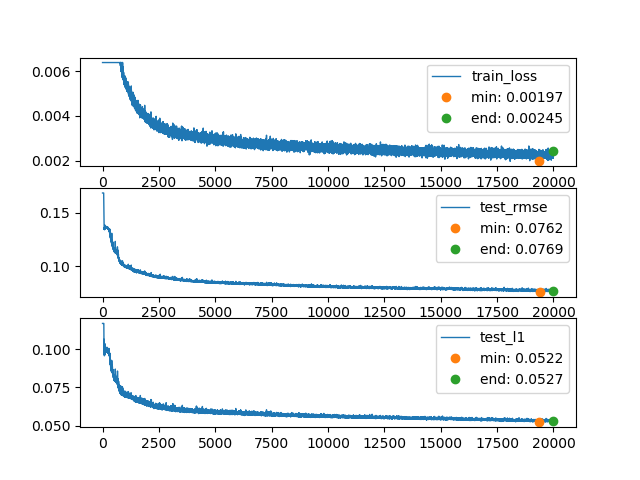 0.006
0.004
0.002
train_loss
min: 0.00197
end: 0.00245
0 2500 5000 7500 10000 12500 15000 17500 20000
0.15
0.10
test_rmse
min: 0.0762
end: 0.0769
0 2500 5000 7500 10000 12500 15000 17500 20000
0.100
0.075
0.050
test_l1
min: 0.0522
end: 0.0527
0 2500 5000 7500 10000 12500 15000 17500 20000